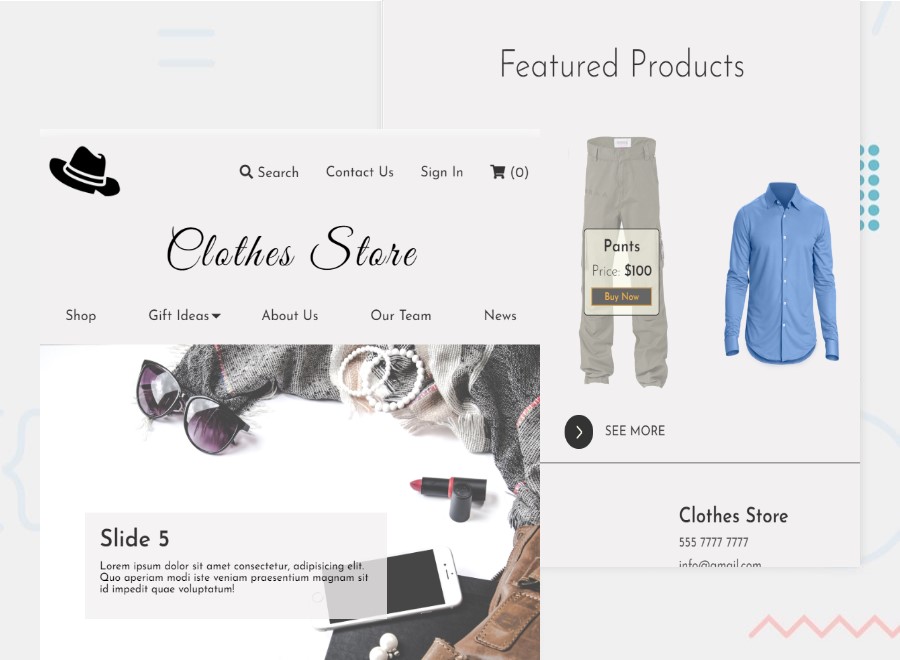 Featured Products
Search
Contact Us
Sign In
(0)
Clothes Store
Shop
Gift Ideas
About Us
Our Team
News
Pants
Price: $100
Buy Now
SEE MORE
Slide 5
Lorem ipsum dolor sit amet consectetur, adipisicing elit.
Quo aperiam modi iste veniam praesentium magnam sit
id impedit quae voluptatum!
Clothes Store
555 7777 7777
info@gmail.com